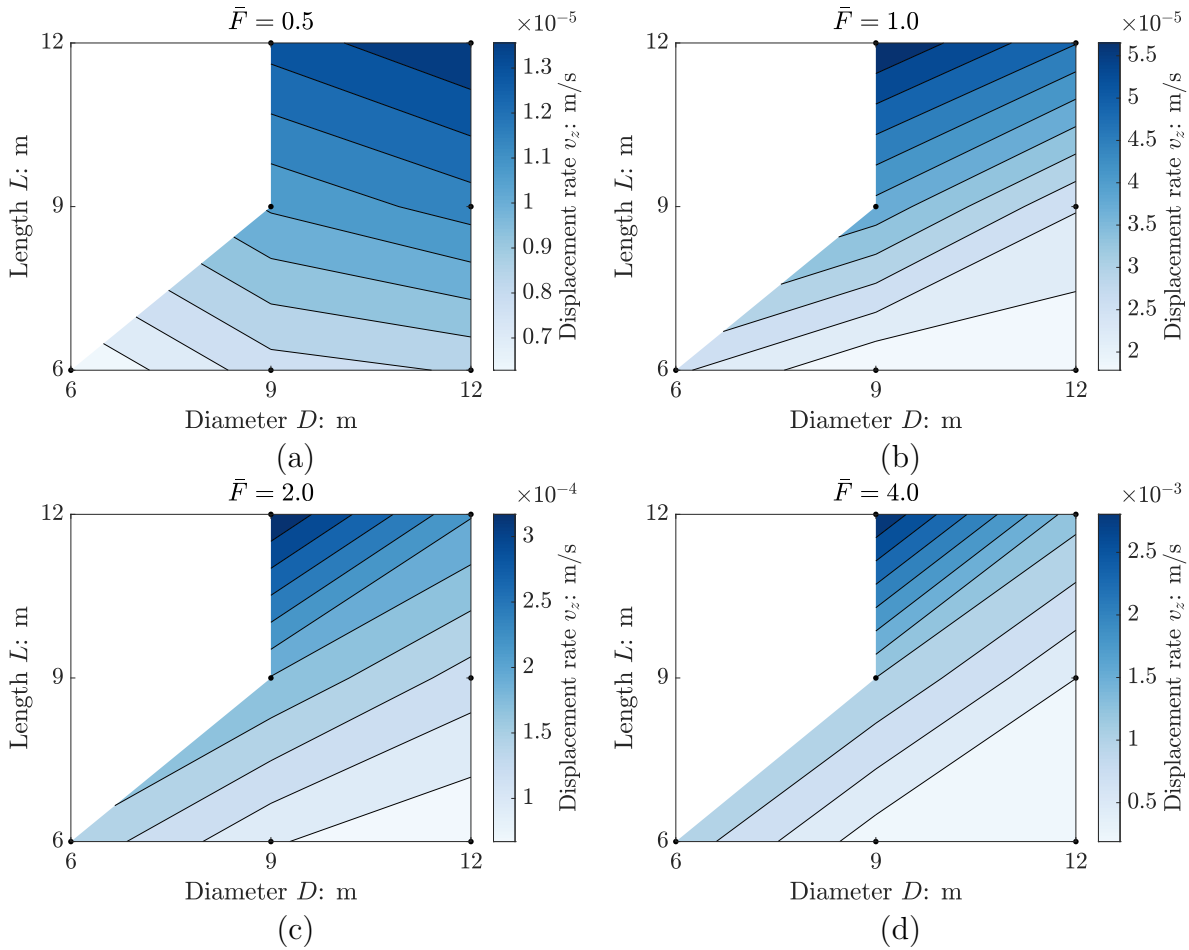 F̄ = 0.5
×10⁻⁵
12
9
6
6
9
12
Length L: m
Diameter D: m
1.3
1.2
1.1
1
0.9
0.8
0.7
Displacement rate v_z: m/s
(a)
F̄ = 1.0
×10⁻⁵
12
9
6
6
9
12
Length L: m
Diameter D: m
5.5
5
4.5
4
3.5
3
2.5
2
Displacement rate v_z: m/s
(b)
F̄ = 2.0
×10⁻⁴
12
9
6
6
9
12
Length L: m
Diameter D: m
3
2.5
2
1.5
1
Displacement rate v_z: m/s
(c)
F̄ = 4.0
×10⁻³
12
9
6
6
9
12
Length L: m
Diameter D: m
2.5
2
1.5
1
0.5
Displacement rate v_z: m/s
(d)